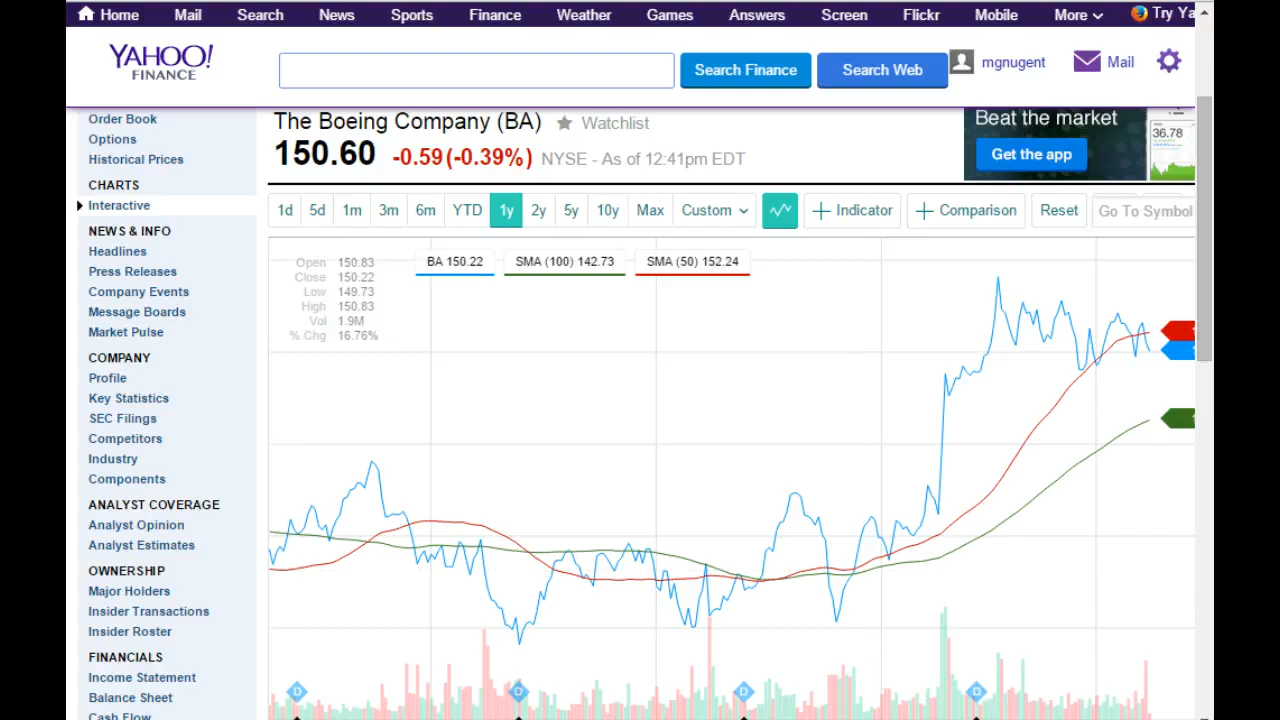 Home Mail Search News Sports Finance Weather Games Answers Screen Flickr Mobile More Try Ya
YAHOO!
FINANCE
Search Finance Search Web mgnugent Mail
Order Book
Options
Historical Prices
CHARTS
Interactive
NEWS & INFO
Headlines
Press Releases
Company Events
Message Boards
Market Pulse
COMPANY
Profile
Key Statistics
SEC Filings
Competitors
Industry
Components
ANALYST COVERAGE
Analyst Opinion
Analyst Estimates
OWNERSHIP
Major Holders
Insider Transactions
Insider Roster
FINANCIALS
Income Statement
Balance Sheet
Cash Flow
The Boeing Company (BA) Watchlist
150.60 -0.59 (-0.39%) NYSE - As of 12:41pm EDT
Beat the market
Get the app
36.78
1d 5d 1m 3m 6m YTD 1y 2y 5y 10y Max Custom Indicator Comparison Reset Go To Symbol
Open 150.83
Close 150.22
Low 149.73
High 150.83
Vol 1.9M
% Chg 16.76%
BA 150.22 SMA (100) 142.73 SMA (50) 152.24
D D D D